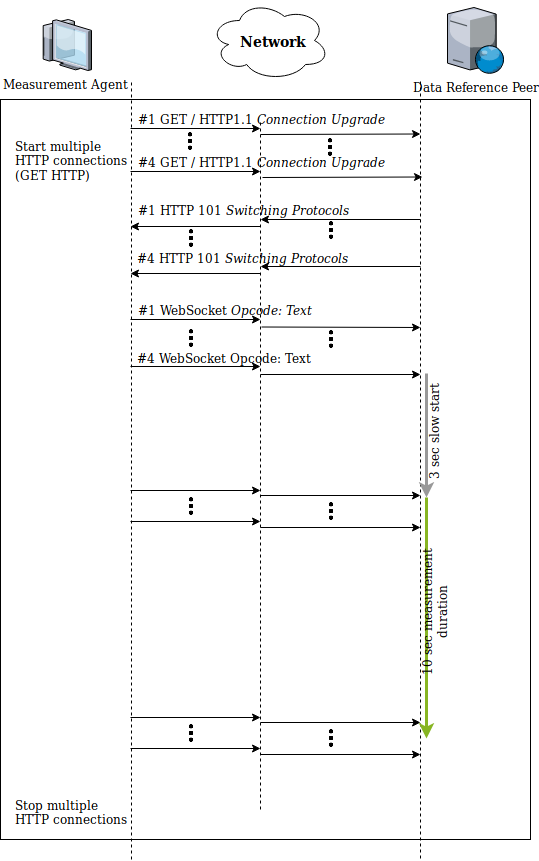 Network
Measurement Agent
Data Reference Peer
#1 GET / HTTP1.1 Connection Upgrade
Start multiple
HTTP connections
(GET HTTP)
#4 GET / HTTP1.1 Connection Upgrade
#1 HTTP 101 Switching Protocols
#4 HTTP 101 Switching Protocols
#1 WebSocket Opcode: Text
#4 WebSocket Opcode: Text
3 sec slow start
10 sec measurement
duration
Stop multiple
HTTP connections